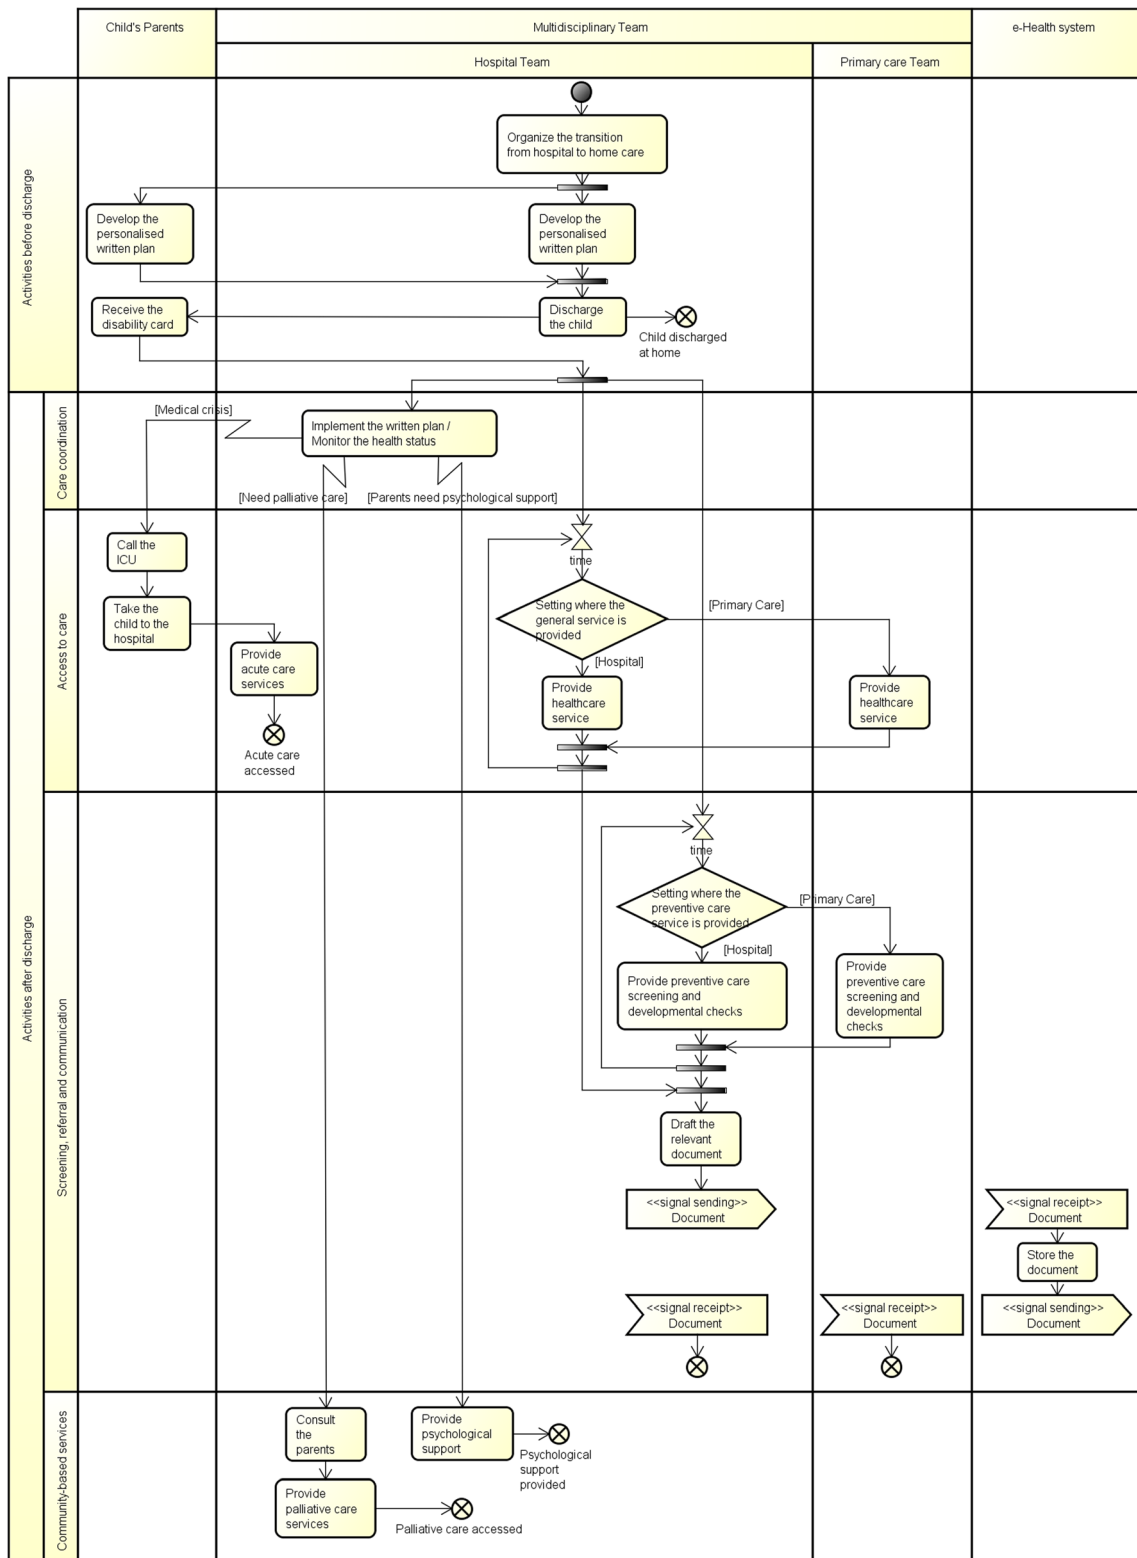 Child's Parents
Multidisciplinary Team
e-Health system
Hospital Team
Primary care Team
Activities before discharge
Organize the transition
from hospital to home care
Develop the
personalised
written plan
Develop the
personalised
written plan
Receive the
disability card
Discharge
the child
Child discharged
at home
Activities after discharge
Care coordination
[Medical crisis]
Implement the written plan /
Monitor the health status
[Need palliative care]
[Parents need psychological support]
Access to care
Call the
ICU
time
Take the
child to the
hospital
Setting where the
general service is
provided
[Primary Care]
[Hospital]
Provide
acute care
services
Provide
healthcare
service
Provide
healthcare
service
Acute care
accessed
Screening, referral and communication
time
Setting where the
preventive care
service is provided
[Primary Care]
[Hospital]
Provide preventive care
screening and
developmental checks
Provide
preventive care
screening and
developmental
checks
Draft the
relevant
document
<<signal sending>>
Document
<<signal receipt>>
Document
Store the
document
<<signal receipt>>
Document
<<signal receipt>>
Document
<<signal sending>>
Document
Community-based services
Consult
the
parents
Provide
psychological
support
Psychological
support
provided
Provide
palliative care
services
Palliative care accessed